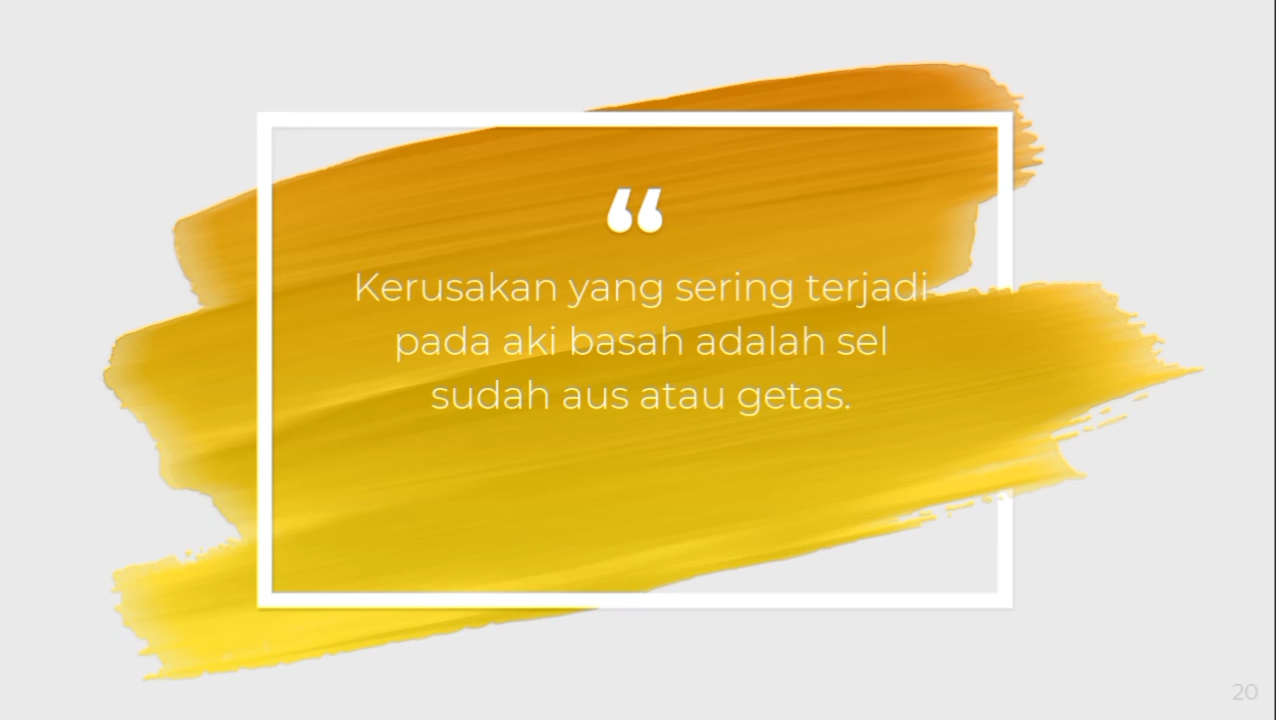 “
Kerusakan yang sering terjadi
pada aki basah adalah sel
sudah aus atau getas.
20